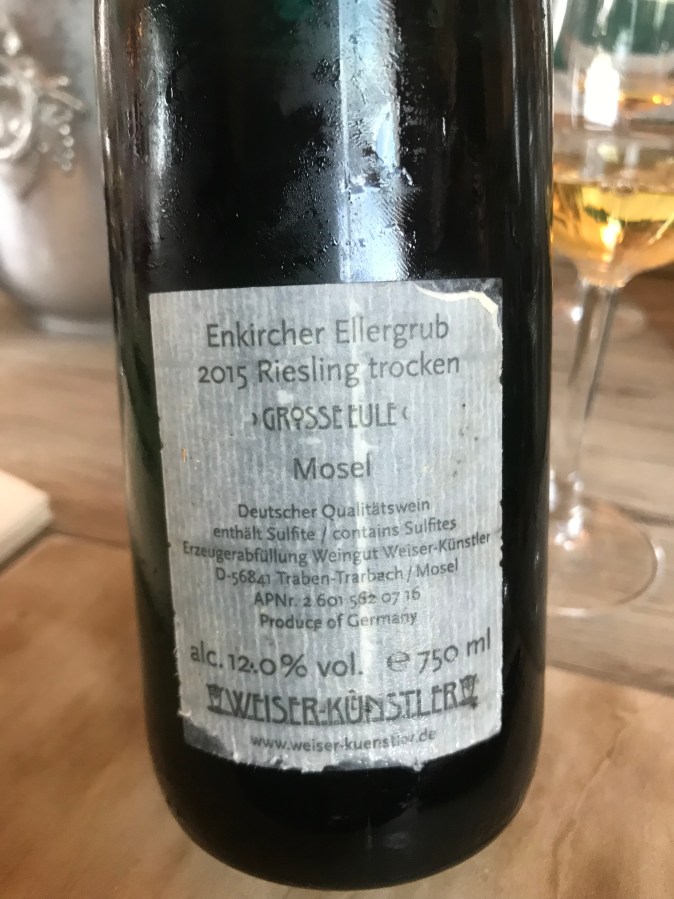 Enkircher Ellergrub
2015 Riesling trocken
›GROSSE EULE‹
Mosel
Deutscher Qualitätswein
enthält Sulfite / contains Sulfites
Erzeugerabfüllung Weingut Weiser-Künstler
D-56841 Traben-Trarbach / Mosel
APNr. 2 601 562 07 16
Produce of Germany
alc. 12.0 % vol. ℮ 750 ml
WEISER-KÜNSTLER
www.weiser-kuenstler.de